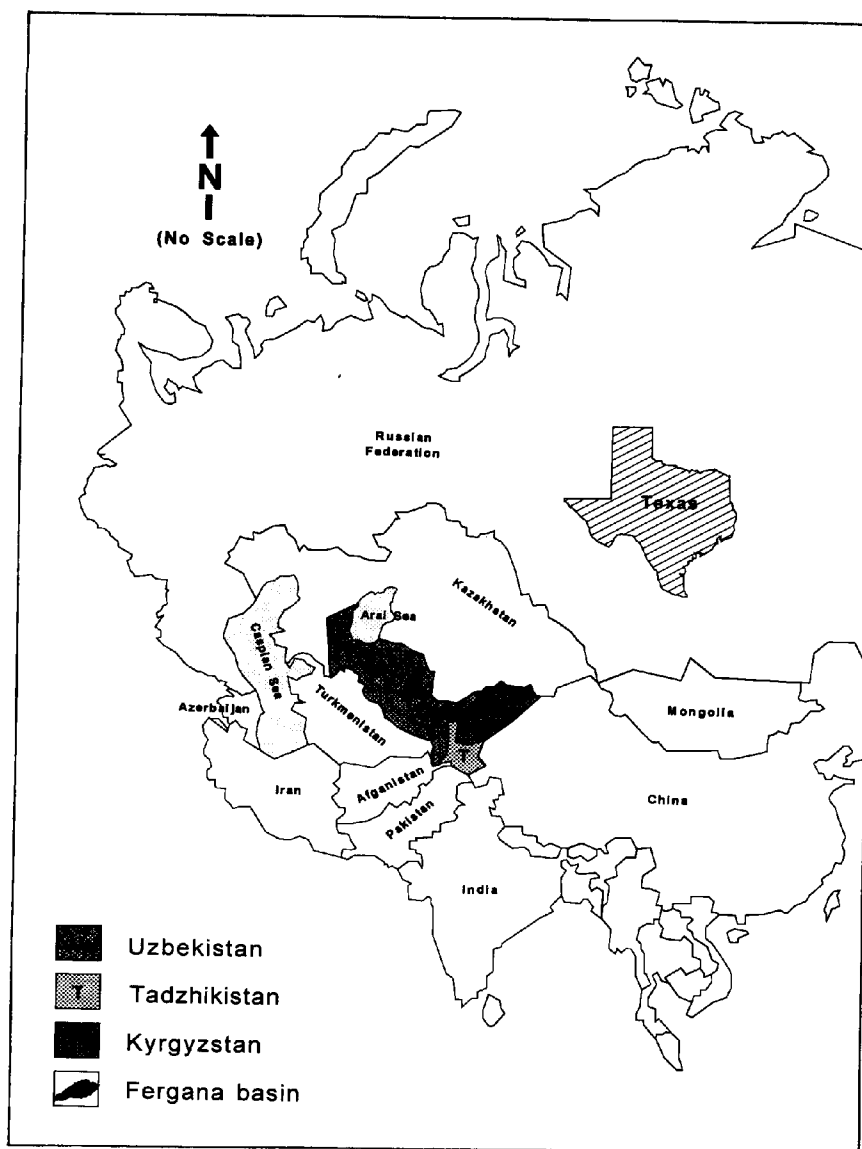 N
(No Scale)
Russian
Federation
Texas
Kazakhstan
Aral Sea
Caspian Sea
Turkmenistan
Azerbaijan
Mongolia
T
Iran
Afganistan
Pakistan
China
India
Uzbekistan
T
Tadzhikistan
Kyrgyzstan
Fergana basin